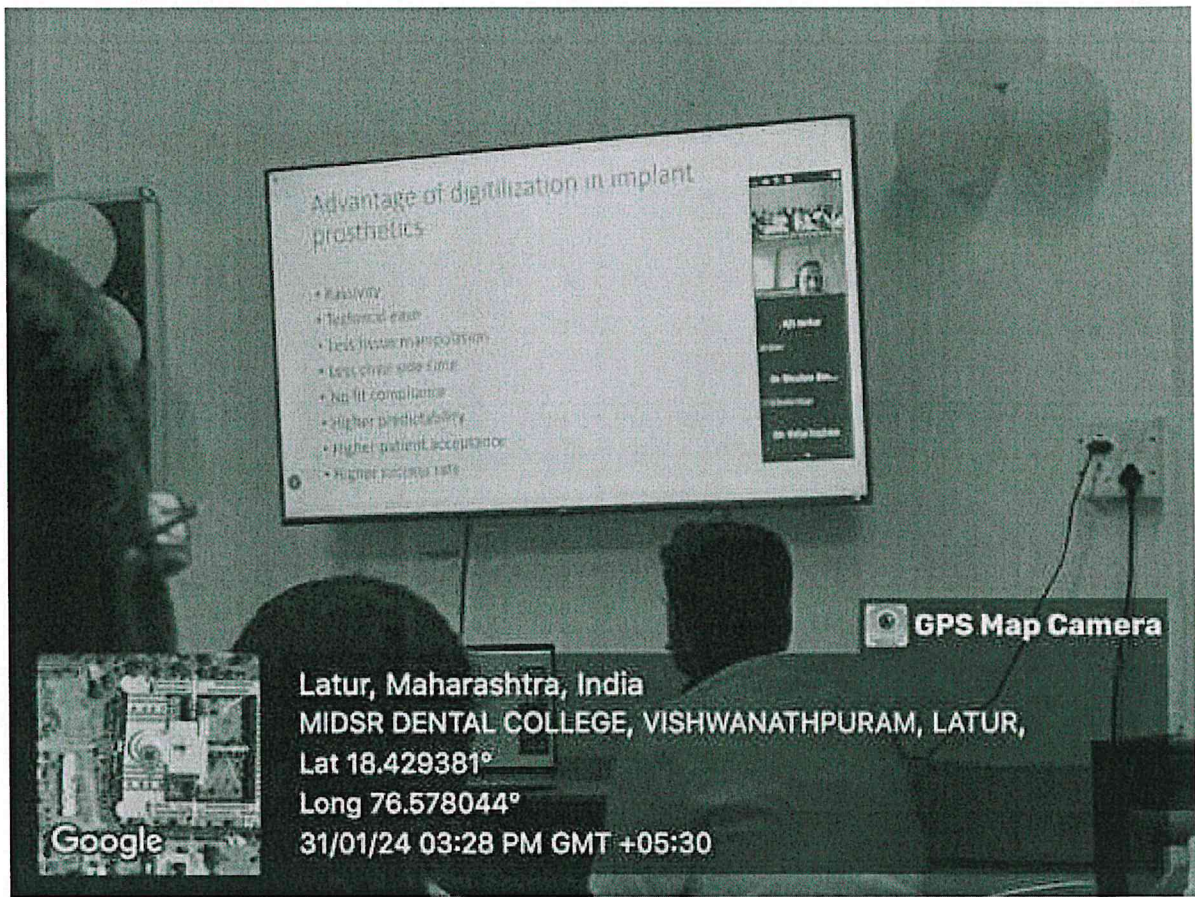 Advantage of digitilization in implant
prosthetics
• Passivity
• Technical ease
• Less tissue manipulation
• Less chair side time
• No fit compliance
• Higher predictability
• Higher patient acceptance
• Higher success rate
GPS Map Camera
Latur, Maharashtra, India
MIDSR DENTAL COLLEGE, VISHWANATHPURAM, LATUR,
Lat 18.429381°
Long 76.578044°
31/01/24 03:28 PM GMT +05:30
Google